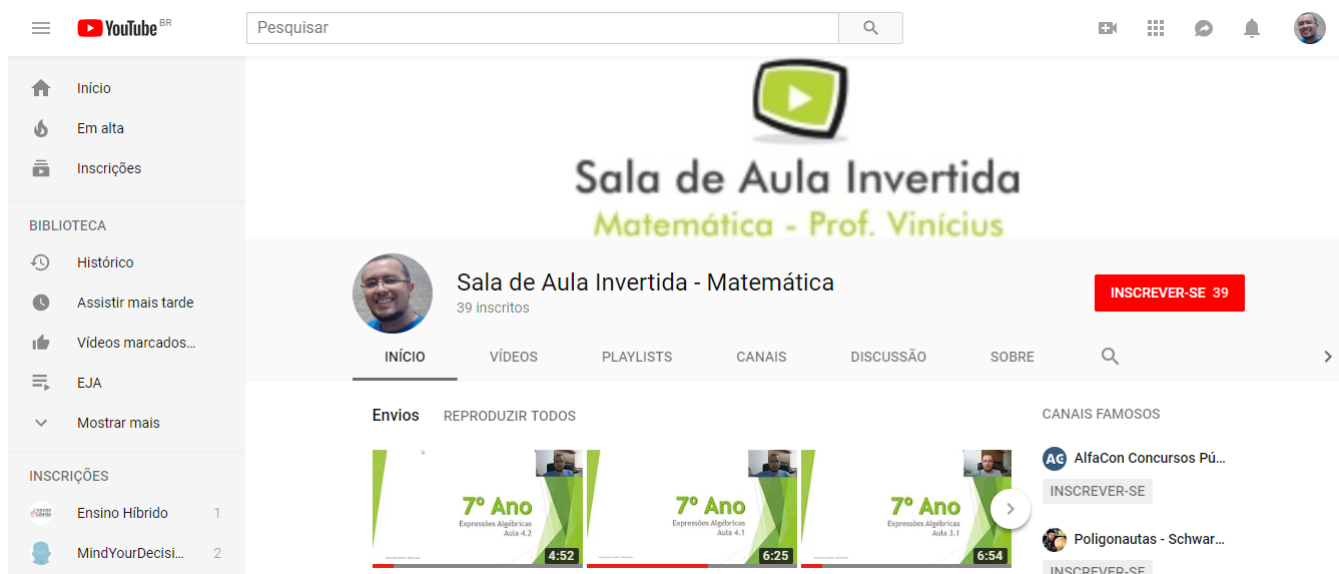 YouTube BR
Pesquisar
Início
Em alta
Inscrições
BIBLIOTECA
Histórico
Assistir mais tarde
Vídeos marcados...
EJA
Mostrar mais
INSCRIÇÕES
Ensino Híbrido 1
MindYourDecisi... 2
Sala de Aula Invertida
Matemática - Prof. Vinícius
Sala de Aula Invertida - Matemática
39 inscritos
INSCREVER-SE 39
INÍCIO VÍDEOS PLAYLISTS CANAIS DISCUSSÃO SOBRE
Envios REPRODUZIR TODOS
7º Ano
Expressões Algébricas
Aula 4.2
4:52
7º Ano
Expressões Algébricas
Aula 4.1
6:25
7º Ano
Expressões Algébricas
Aula 3.1
6:54
CANAIS FAMOSOS
AlfaCon Concursos Pú...
INSCREVER-SE
Poligonautas - Schwar...
INSCREVER-SE